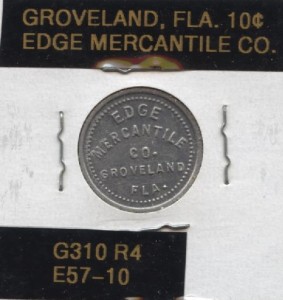 GROVELAND, FLA. 10¢
EDGE MERCANTILE CO.
EDGE
MERCANTILE
CO.
GROVELAND
FLA.
G310 R4
E57-10